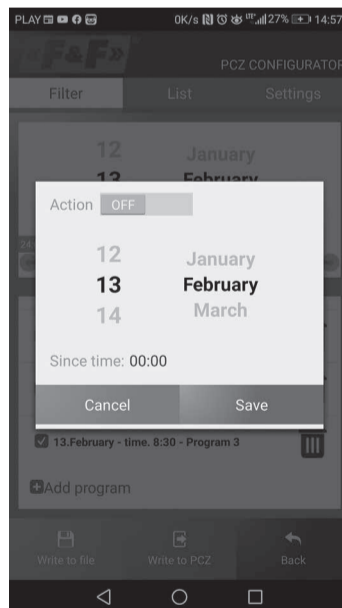 PLAY 0K/s 27% 14:57
«F&F» PCZ CONFIGURATOR
Filter List Settings
12 January
13 February
Action OFF
12 January
13 February
14 March
Since time: 00:00
Cancel Save
13.February - time. 8:30 - Program 3
Add program
Write to file Write to PCZ Back